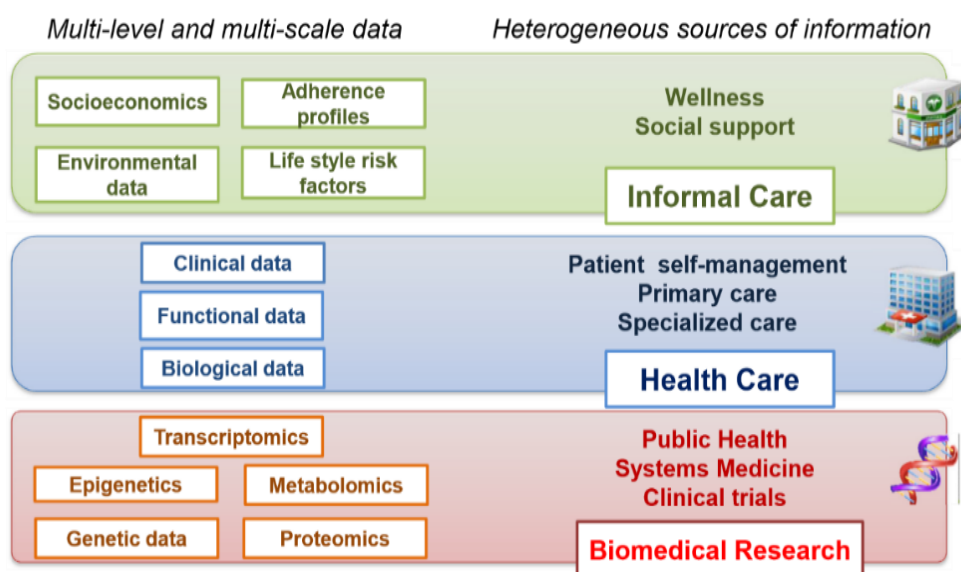 Multi-level and multi-scale data
Heterogeneous sources of information
Socioeconomics
Adherence
profiles
Environmental
data
Life style risk
factors
Wellness
Social support
Informal Care
Clinical data
Functional data
Biological data
Patient self-management
Primary care
Specialized care
Health Care
Transcriptomics
Epigenetics
Metabolomics
Genetic data
Proteomics
Public Health
Systems Medicine
Clinical trials
Biomedical Research